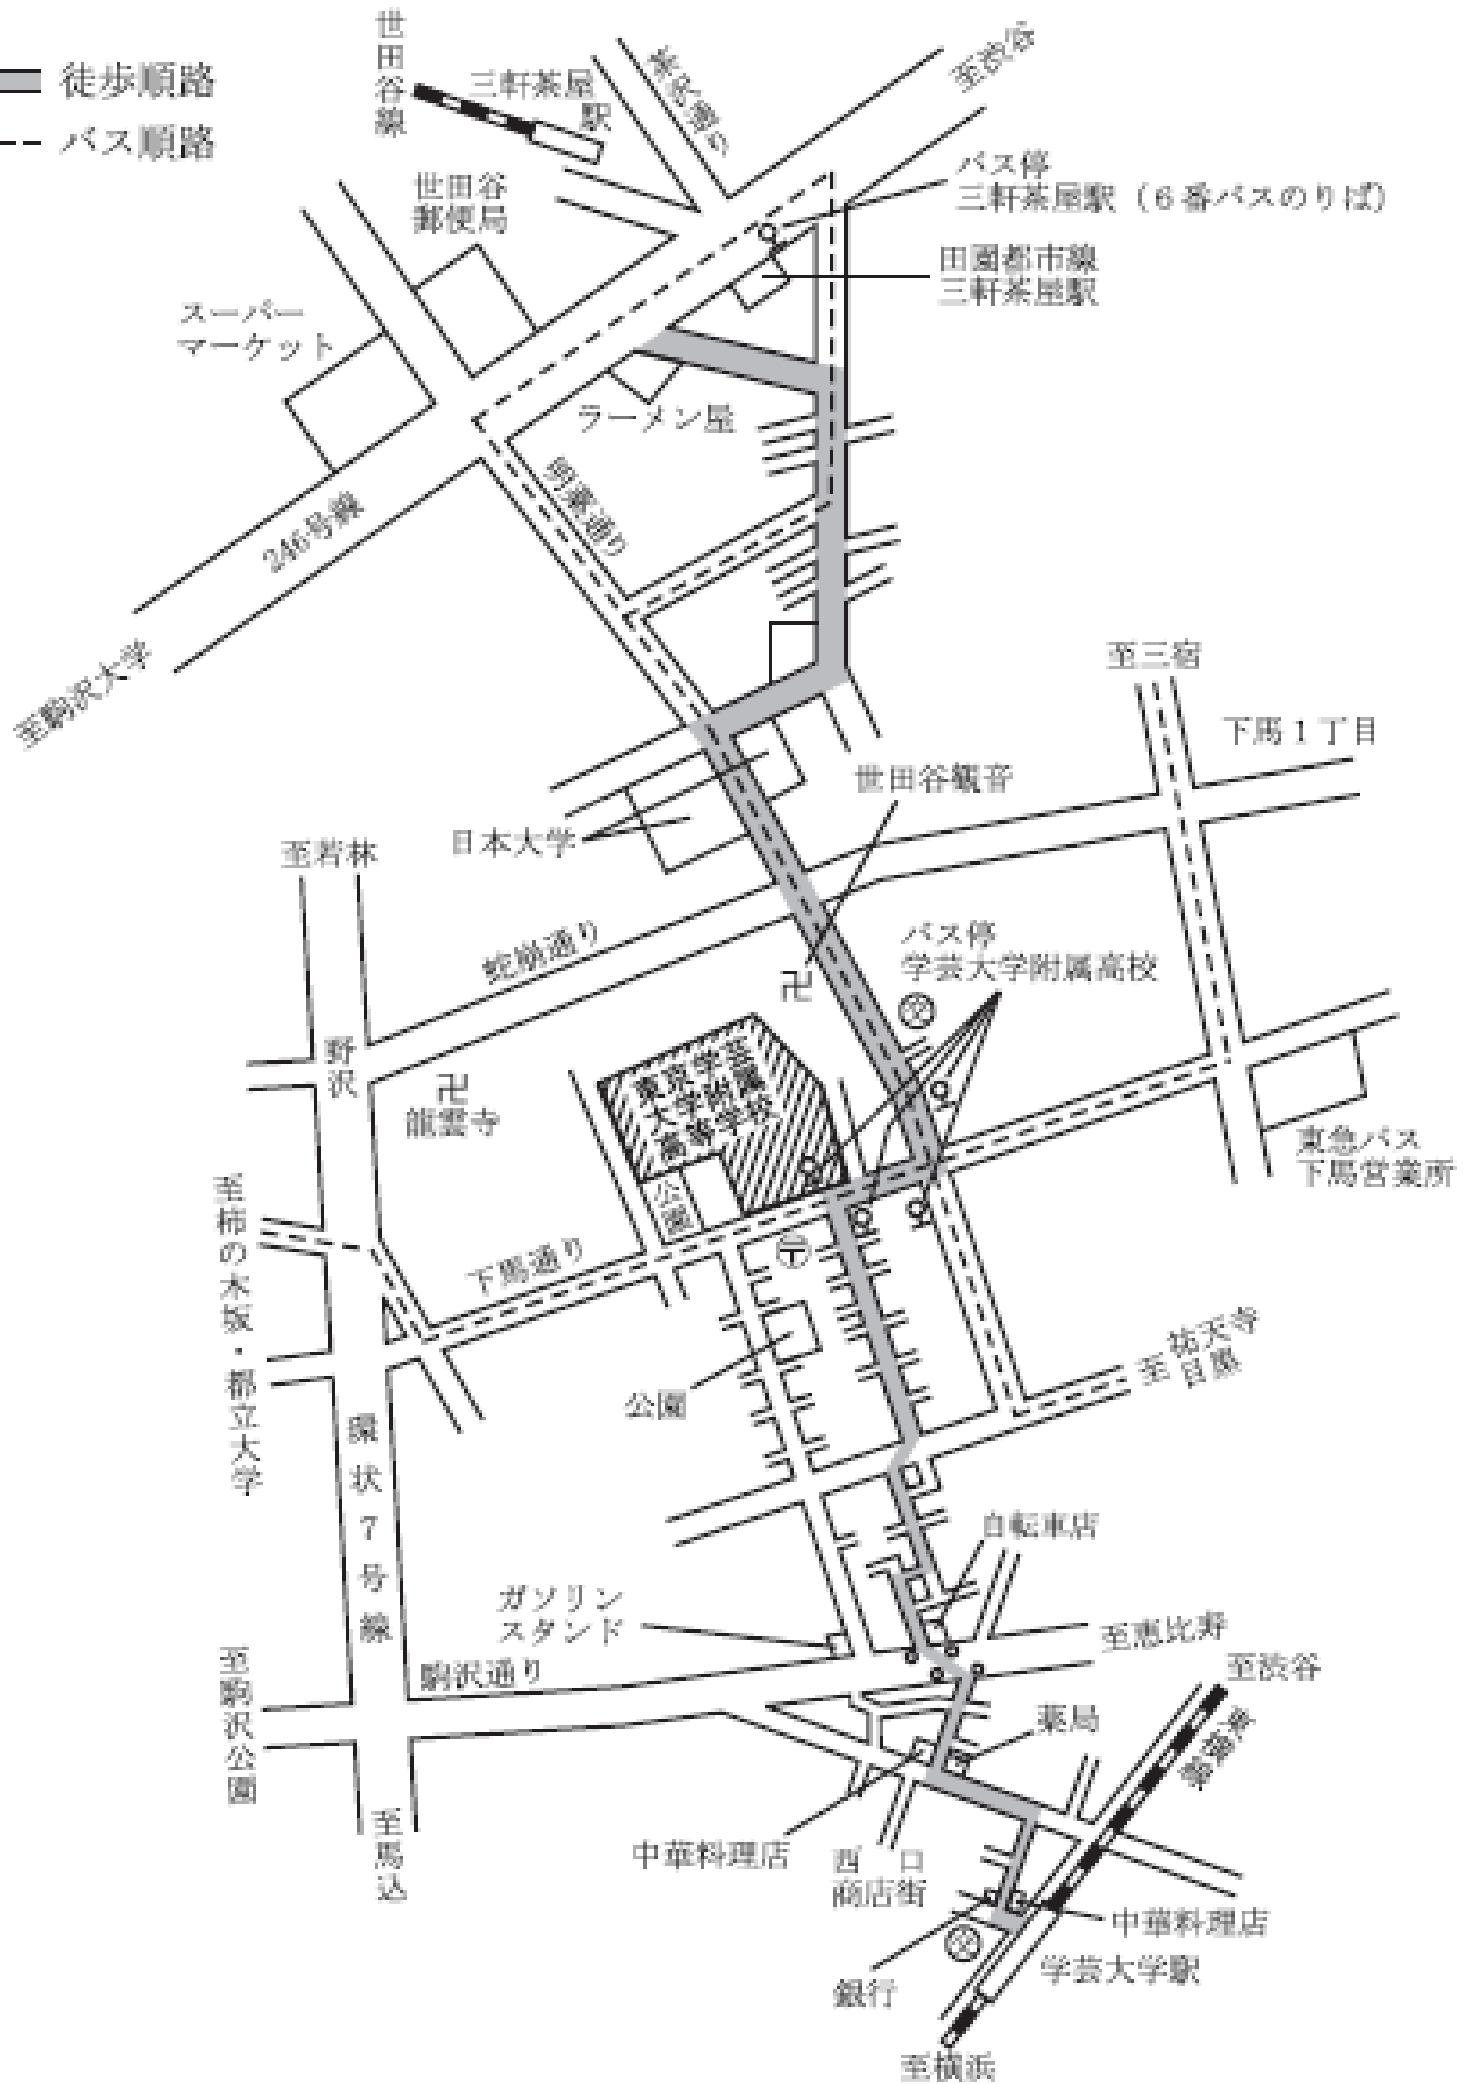 徒歩順路
バス順路
世田谷線
三軒茶屋
駅
茶沢通り
至渋谷
バス停
三軒茶屋駅(6番バスのりば)
世田谷
郵便局
田園都市線
三軒茶屋駅
スーパー
マーケット
ラーメン屋
明薬通り
246号線
至駒沢大学
至三宿
下馬1丁目
世田谷観音
日本大学
至若林
蛇崩通り
バス停
学芸大学附属高校
卍
野沢
卍
龍雲寺
東京学芸
大学附属
高等学校
公園
東急バス
下馬営業所
至柿の木坂・都立大学
下馬通り
〒
公園
至
祐天寺
目黒
環状7号線
自転車店
ガソリン
スタンド
至恵比寿
至渋谷
駒沢通り
至駒沢公園
薬局
東横線
至馬込
中華料理店
西口
商店街
中華料理店
銀行
学芸大学駅
至横浜